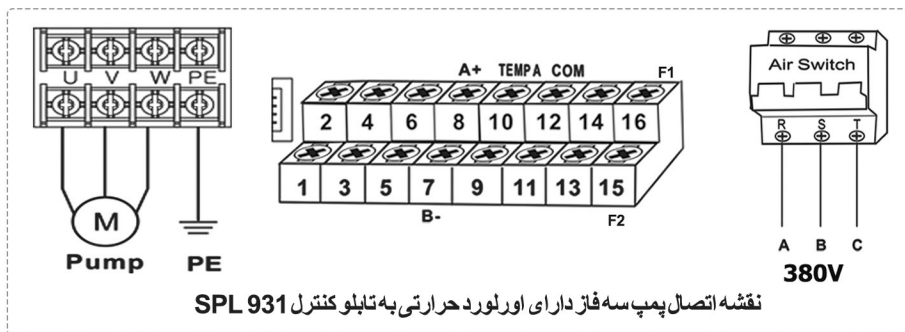 U V W PE
M
Pump PE
A+ TEMPA COM F1
2 4 6 8 10 12 14 16
1 3 5 7 9 11 13 15
B- F2
Air Switch
R S T
A B C
380V
نقشه اتصال پمپ سه فاز دارای اورلورد حرارتی به تابلو کنترل SPL 931